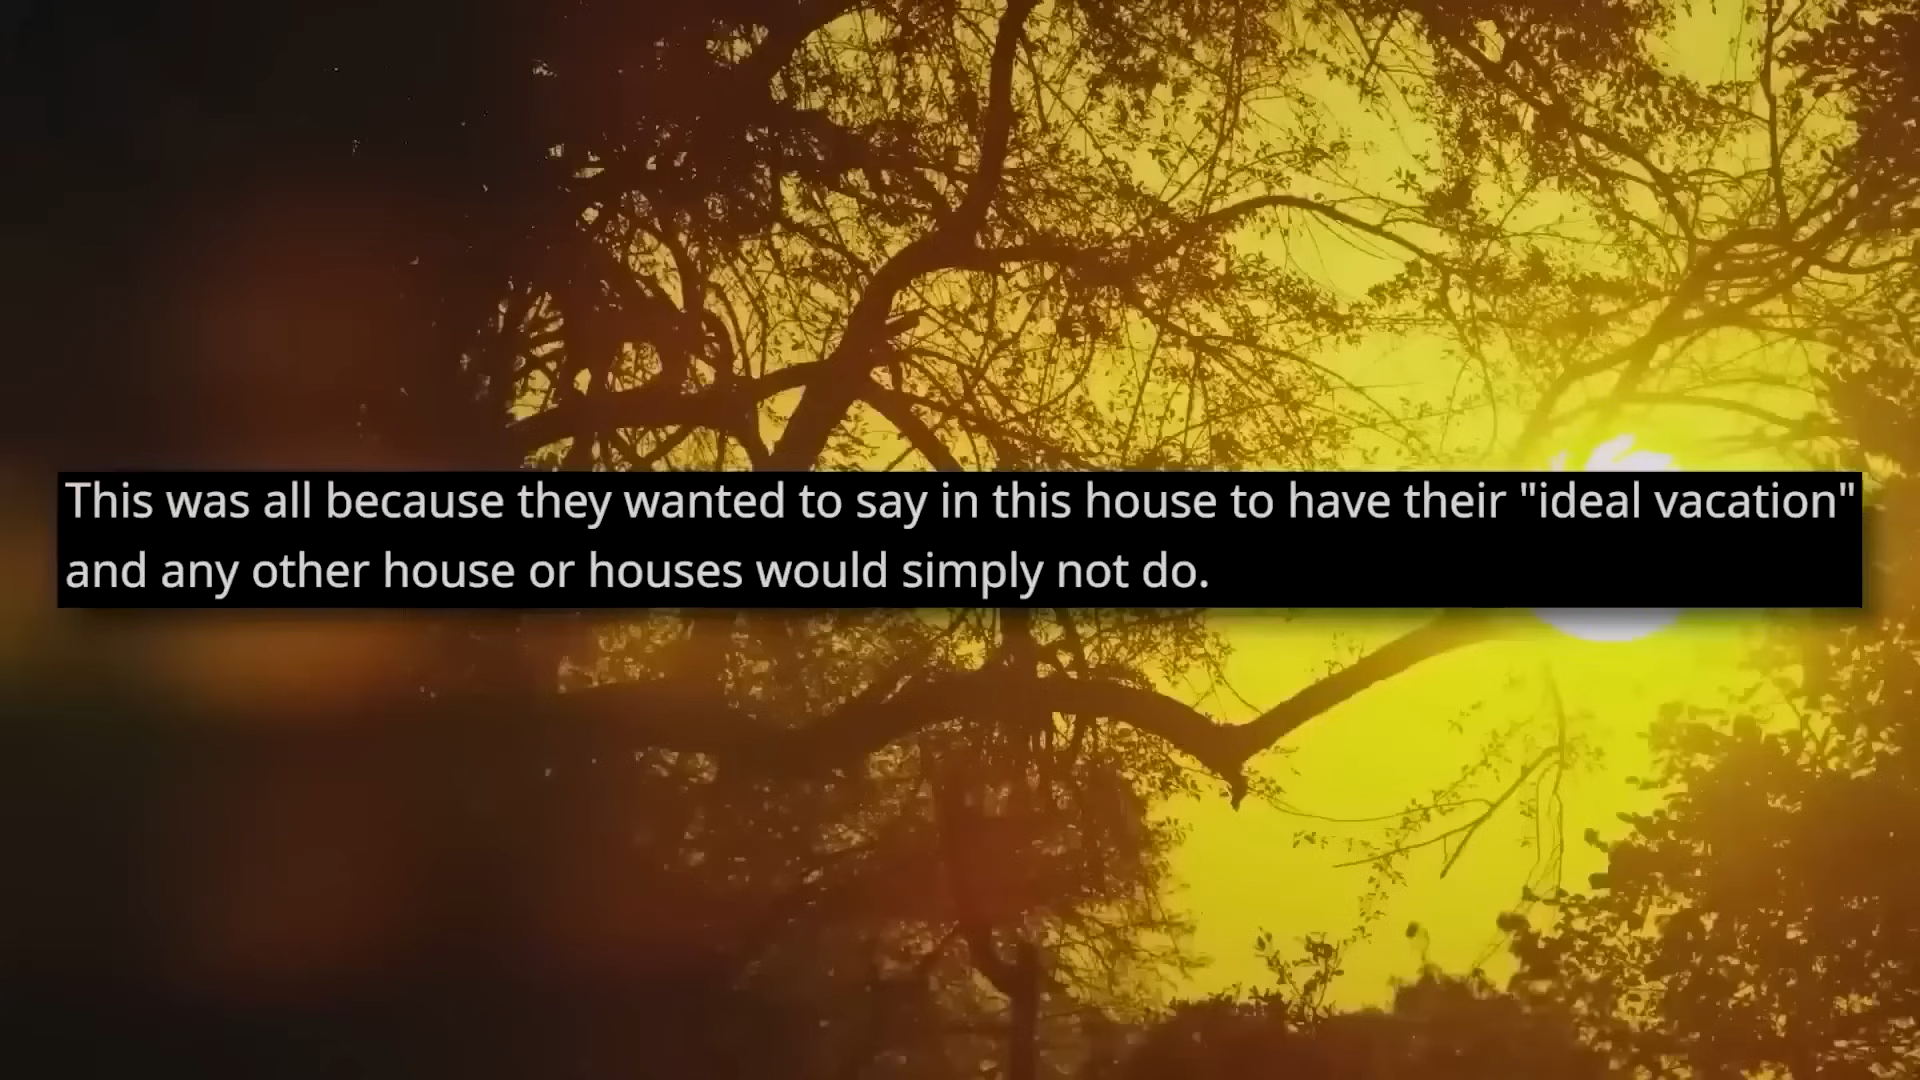 This was all because they wanted to say in this house to have their "ideal vacation"
and any other house or houses would simply not do.